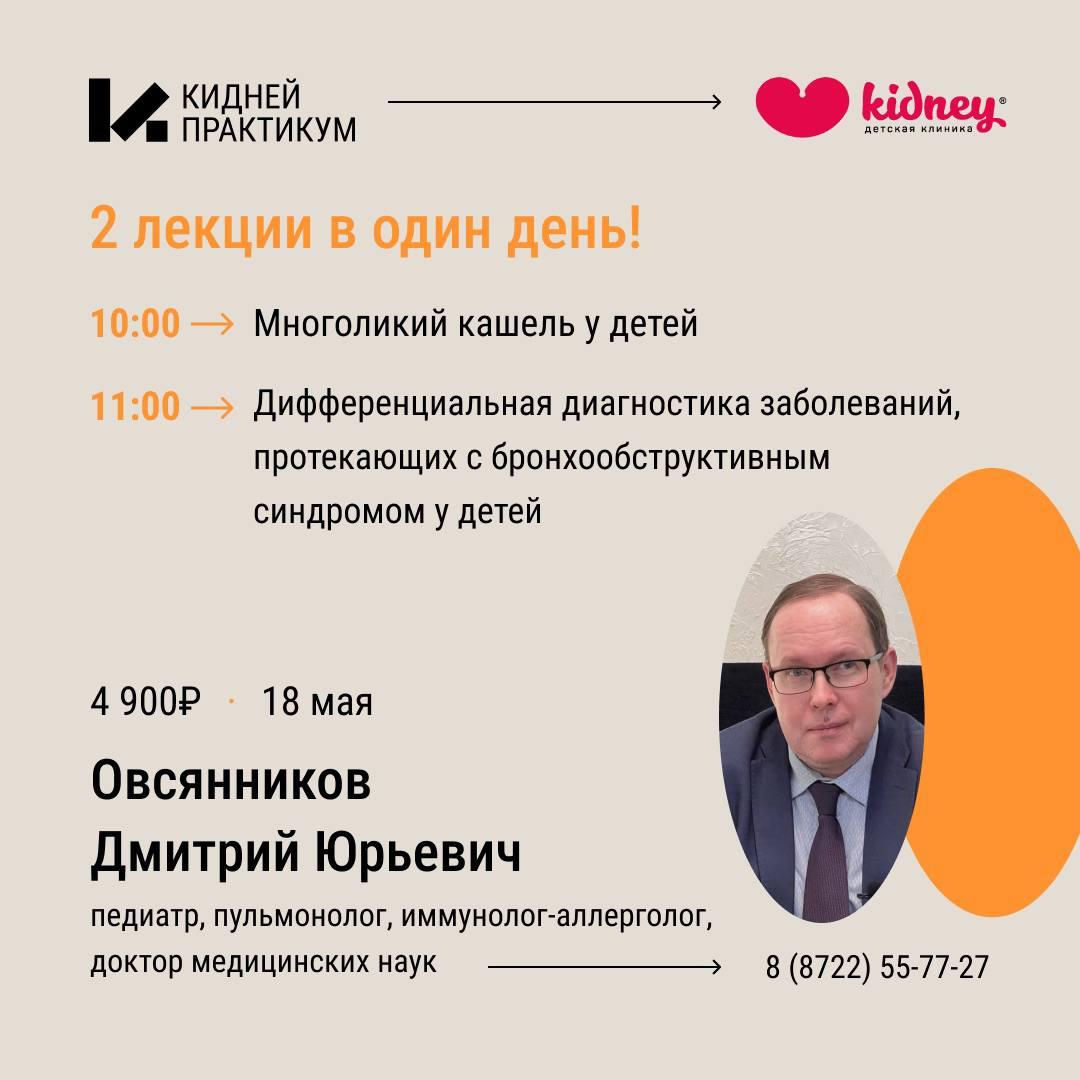 КИДНЕЙ
ПРАКТИКУМ
kidney®
детская клиника
2 лекции в один день!
10:00 → Многоликий кашель у детей
11:00 → Дифференциальная диагностика заболеваний,
протекающих с бронхообструктивным
синдромом у детей
4 900₽ · 18 мая
Овсянников
Дмитрий Юрьевич
педиатр, пульмонолог, иммунолог-аллерголог,
доктор медицинских наук
8 (8722) 55-77-27